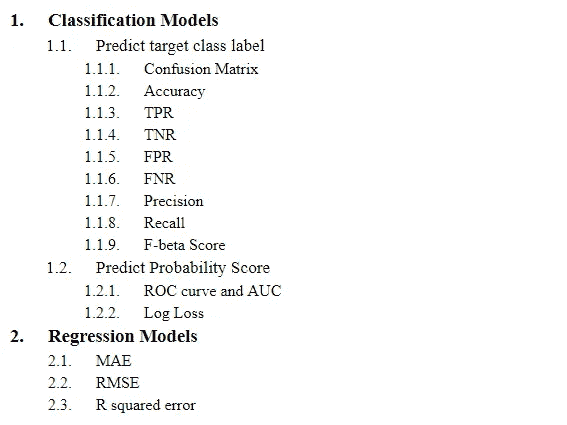 1. Classification Models
1.1. Predict target class label
1.1.1. Confusion Matrix
1.1.2. Accuracy
1.1.3. TPR
1.1.4. TNR
1.1.5. FPR
1.1.6. FNR
1.1.7. Precision
1.1.8. Recall
1.1.9. F-beta Score
1.2. Predict Probability Score
1.2.1. ROC curve and AUC
1.2.2. Log Loss
2. Regression Models
2.1. MAE
2.2. RMSE
2.3. R squared error